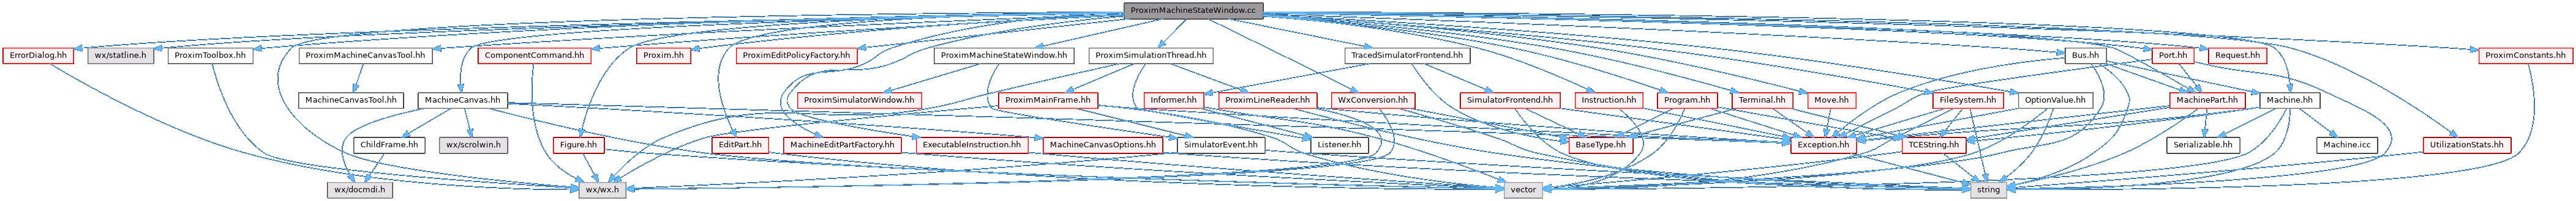 ProximMachineStateWindow.cc
ErrorDialog.hh
wx/statline.h
ProximToolbox.hh
ProximMachineCanvasTool.hh
ComponentCommand.hh
Proxim.hh
ProximEditPolicyFactory.hh
ProximMachineStateWindow.hh
ProximSimulationThread.hh
TracedSimulatorFrontend.hh
Bus.hh
Port.hh
Request.hh
ProximConstants.hh
MachineCanvasTool.hh
MachineCanvas.hh
ProximSimulatorWindow.hh
ProximMainFrame.hh
Informer.hh
ProximLineReader.hh
WxConversion.hh
SimulatorFrontend.hh
Instruction.hh
Program.hh
Terminal.hh
Move.hh
FileSystem.hh
OptionValue.hh
MachinePart.hh
Machine.hh
ChildFrame.hh
wx/scrolwin.h
Figure.hh
EditPart.hh
MachineEditPartFactory.hh
ExecutableInstruction.hh
MachineCanvasOptions.hh
SimulatorEvent.hh
Listener.hh
BaseType.hh
Exception.hh
TCEString.hh
Serializable.hh
Machine.icc
UtilizationStats.hh
wx/docmdi.h
wx/wx.h
vector
string